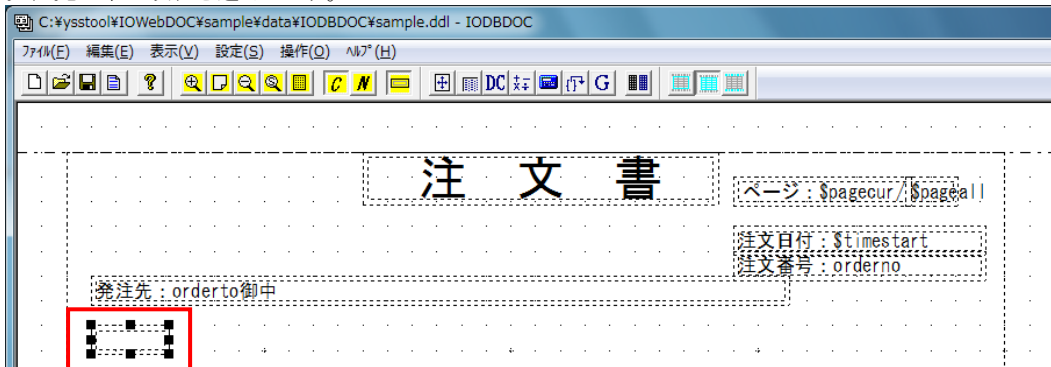 C:¥ysstool¥IOWebDOC¥sample¥data¥IODBDOC¥sample.ddl - IODBDOC
ﾌｧｲﾙ(F) 編集(E) 表示(V) 設定(S) 操作(O) ﾍﾙﾌﾟ(H)
C N DC G
注 文 書
ページ：$pagecur/$pageall
注文日付：$timestart
注文番号：orderno
発注先：orderto御中